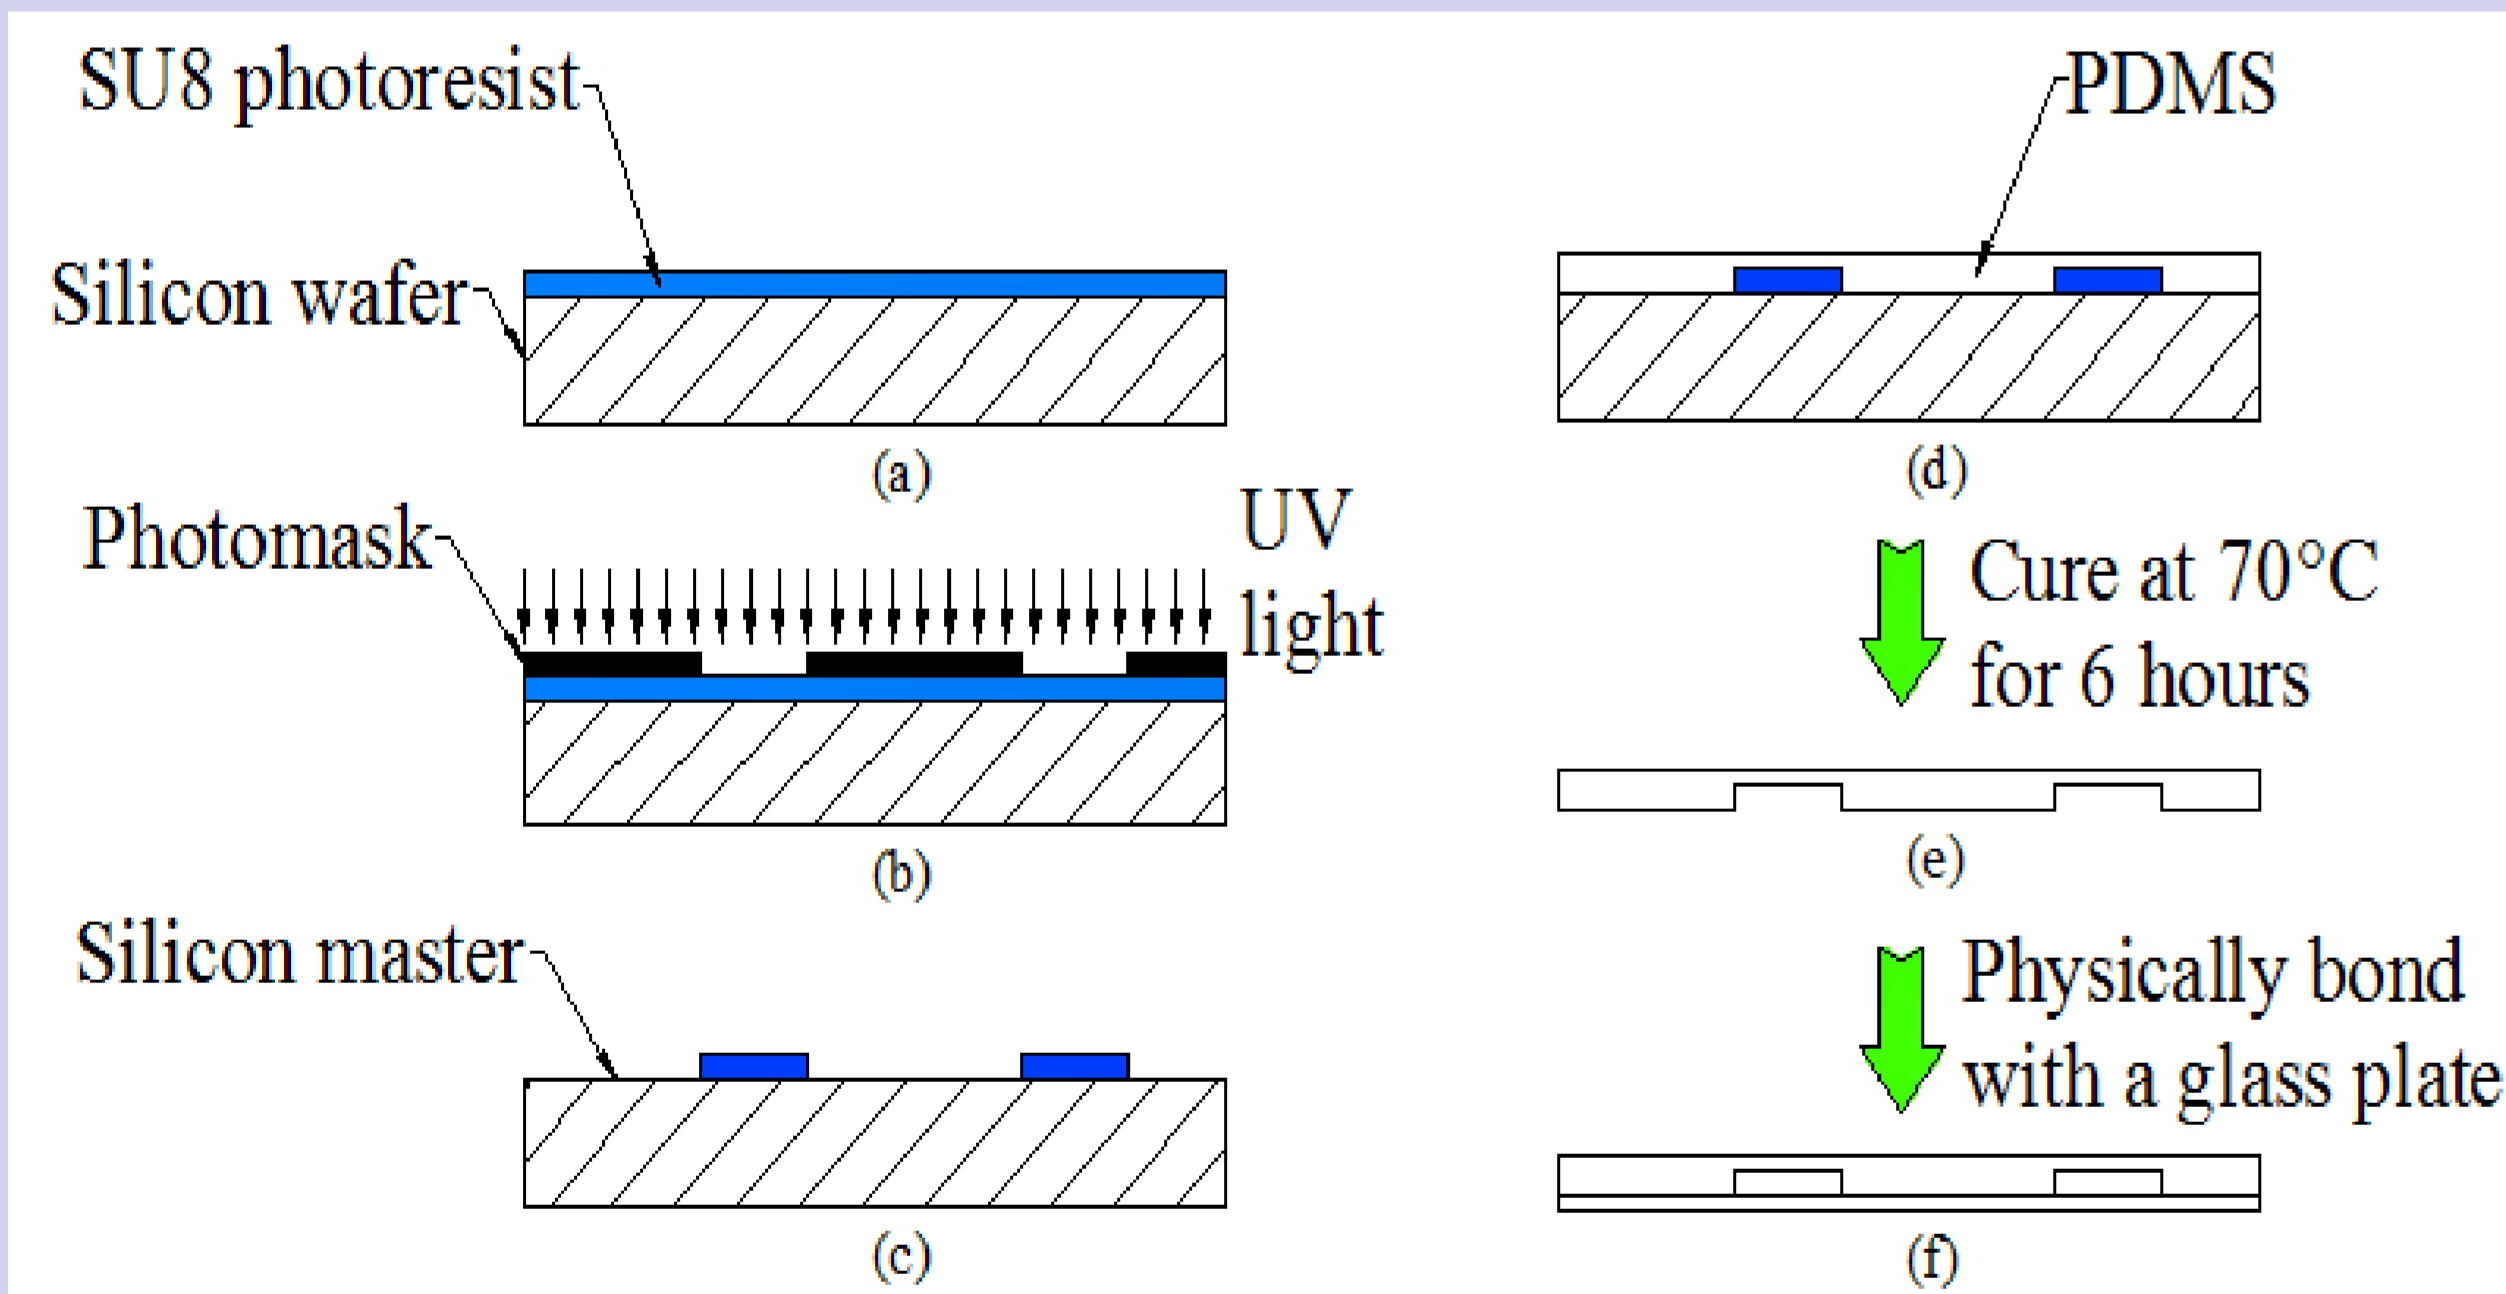 SU8 photoresist
Silicon wafer
(a)
Photomask
UV
light
(b)
Silicon master
(c)
PDMS
(d)
Cure at 70°C
for 6 hours
(e)
Physically bond
with a glass plate
(f)